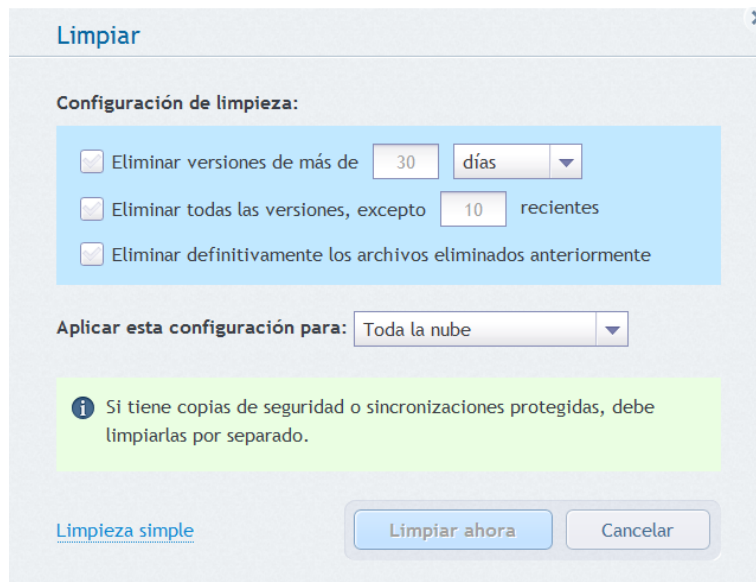 Limpiar
Configuración de limpieza:
Eliminar versiones de más de 30 días
Eliminar todas las versiones, excepto 10 recientes
Eliminar definitivamente los archivos eliminados anteriormente
Aplicar esta configuración para: Toda la nube
Si tiene copias de seguridad o sincronizaciones protegidas, debe
limpiarlas por separado.
Limpieza simple Limpiar ahora Cancelar